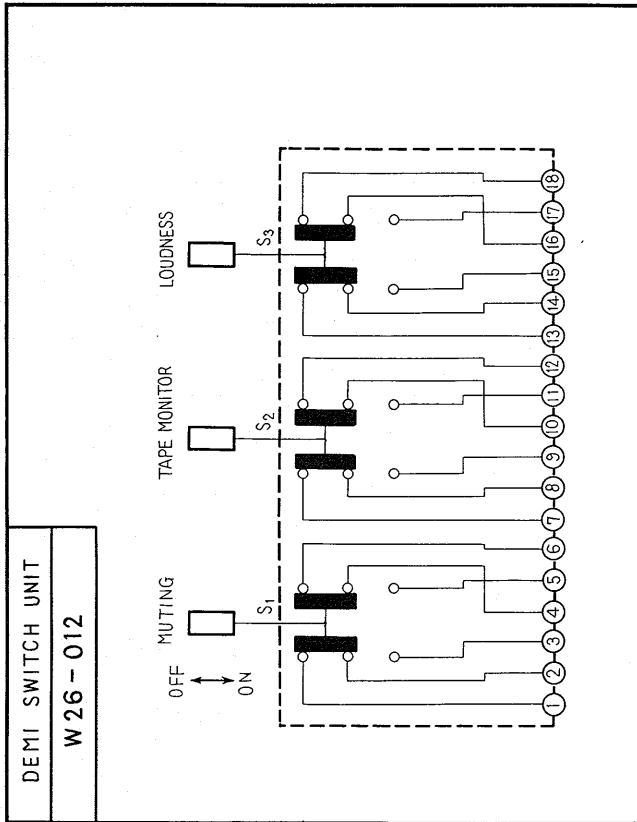 DEMI SWITCH UNIT
W26-012
MUTING
TAPE MONITOR
LOUDNESS
OFF
ON
S1
S2
S3
1 2 3 4 5 6 7 8 9 10 11 12 13 14 15 16 17 18